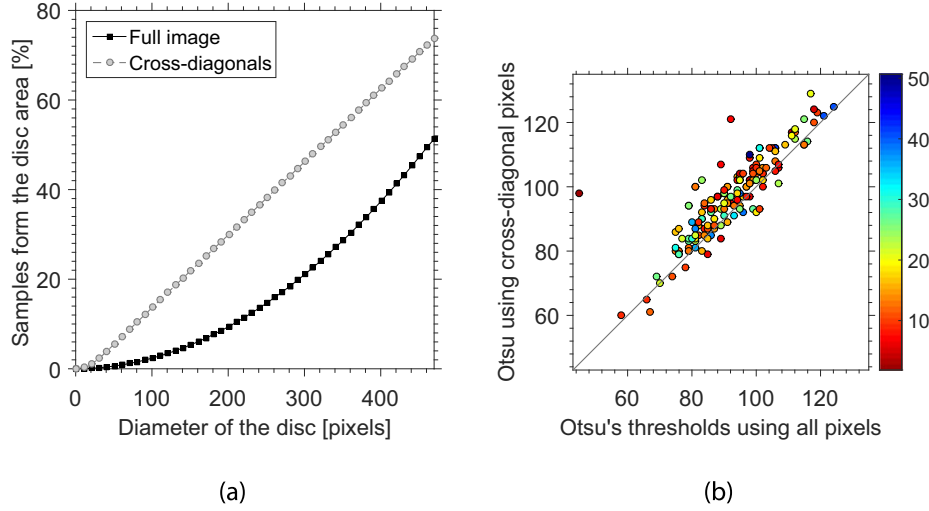 80
60
40
20
0
Samples form the disc area [%]
Full image
Cross-diagonals
0 100 200 300 400
Diameter of the disc [pixels]
(a)
120
100
80
60
Otsu using cross-diagonal pixels
60 80 100 120
Otsu's thresholds using all pixels
50
40
30
20
10
(b)